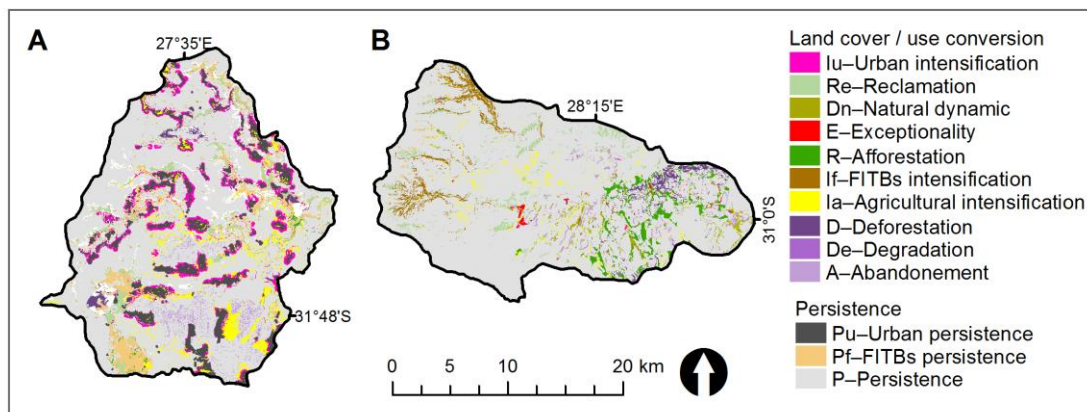 A
27°35'E
31°48'S
B
28°15'E
31°0'S
0 5 10 20 km
Land cover / use conversion
Iu–Urban intensification
Re–Reclamation
Dn–Natural dynamic
E–Exceptionality
R–Afforestation
If–FITBs intensification
Ia–Agricultural intensification
D–Deforestation
De–Degradation
A–Abandonement
Persistence
Pu–Urban persistence
Pf–FITBs persistence
P–Persistence